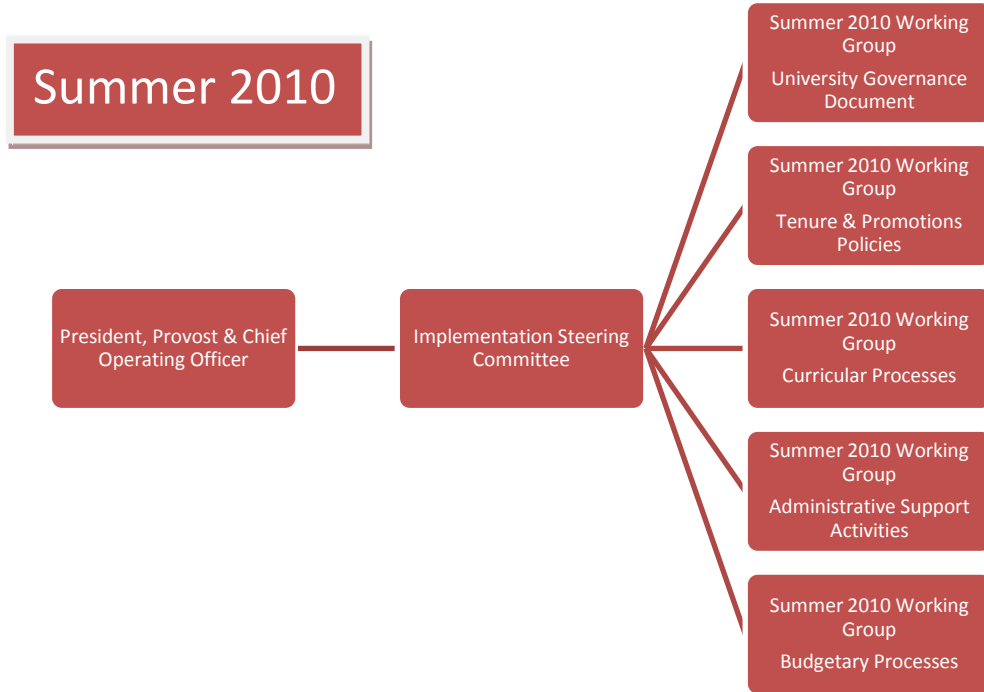 Summer 2010
President, Provost & Chief
Operating Officer
Implementation Steering
Committee
Summer 2010 Working
Group
University Governance
Document
Summer 2010 Working
Group
Tenure & Promotions
Policies
Summer 2010 Working
Group
Curricular Processes
Summer 2010 Working
Group
Administrative Support
Activities
Summer 2010 Working
Group
Budgetary Processes